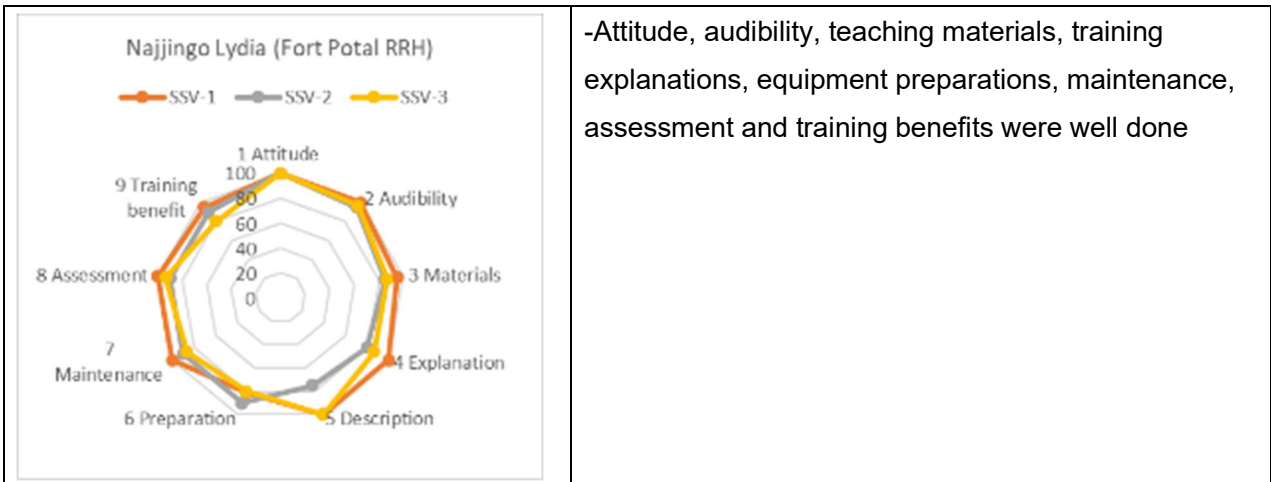 Najjingo Lydia (Fort Potal RRH)
SSV-1 SSV-2 SSV-3
1 Attitude
100
80
60
40
20
0
2 Audibility
3 Materials
4 Explanation
5 Description
6 Preparation
7
Maintenance
8 Assessment
9 Training
benefit
-Attitude, audibility, teaching materials, training
explanations, equipment preparations, maintenance,
assessment and training benefits were well done